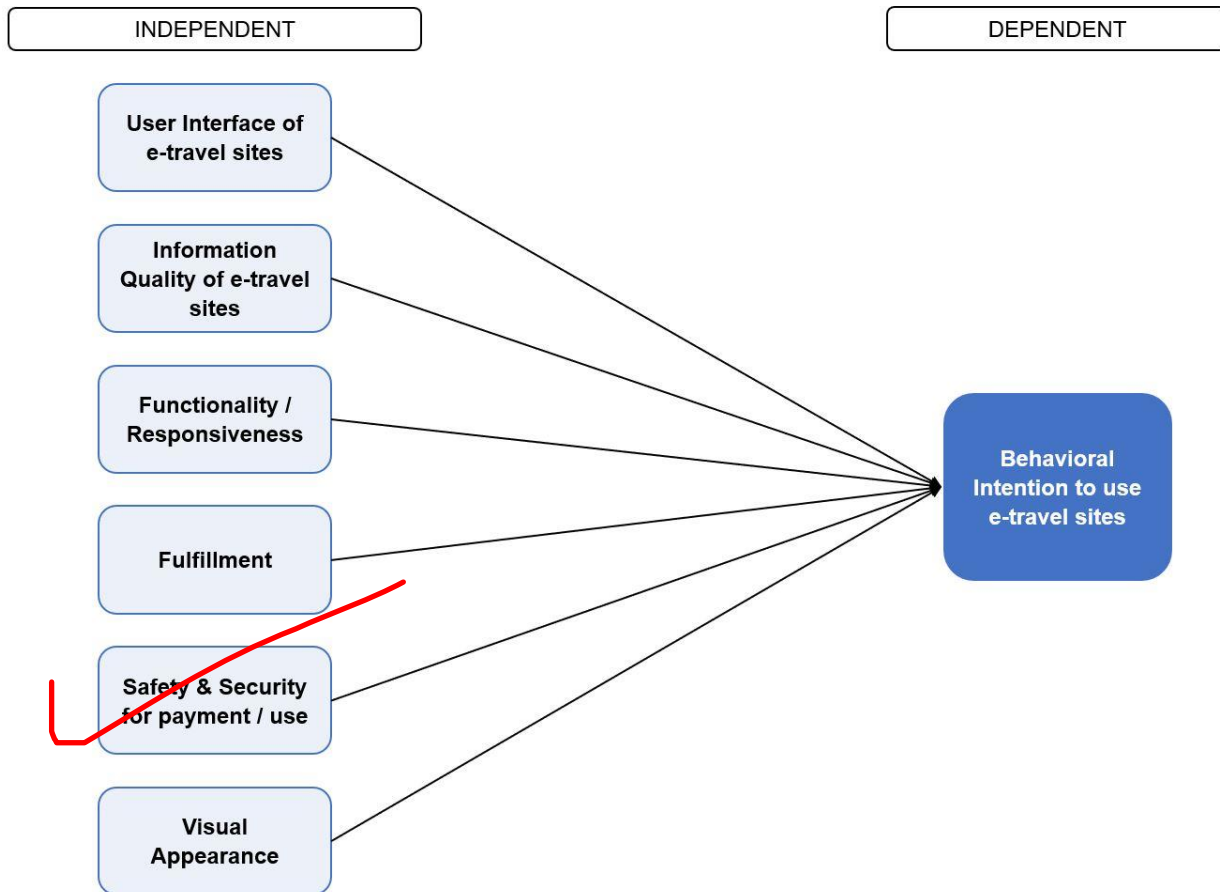 INDEPENDENT
DEPENDENT
User Interface of
e-travel sites
Information
Quality of e-travel
sites
Functionality /
Responsiveness
Fulfillment
Safety & Security
for payment / use
Visual
Appearance
Behavioral
Intention to use
e-travel sites